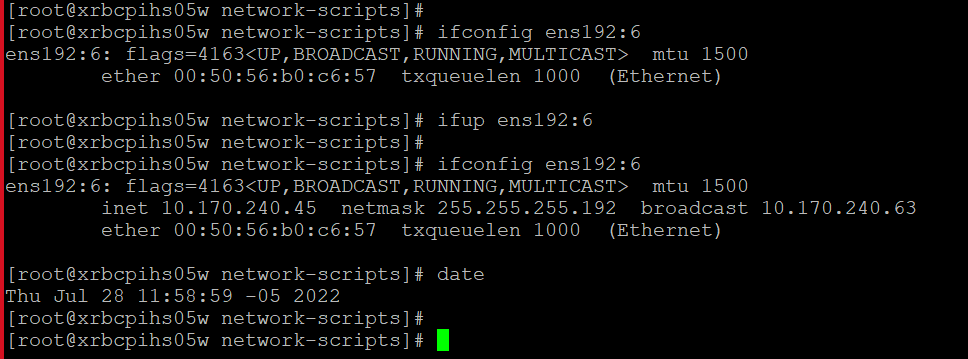 [root@xrbcpihs05w network-scripts]#
[root@xrbcpihs05w network-scripts]# ifconfig ens192:6
ens192:6: flags=4163<UP,BROADCAST,RUNNING,MULTICAST>  mtu 1500
        ether 00:50:56:b0:c6:57  txqueuelen 1000  (Ethernet)
[root@xrbcpihs05w network-scripts]# ifup ens192:6
[root@xrbcpihs05w network-scripts]#
[root@xrbcpihs05w network-scripts]# ifconfig ens192:6
ens192:6: flags=4163<UP,BROADCAST,RUNNING,MULTICAST>  mtu 1500
        inet 10.170.240.45  netmask 255.255.255.192  broadcast 10.170.240.63
        ether 00:50:56:b0:c6:57  txqueuelen 1000  (Ethernet)
[root@xrbcpihs05w network-scripts]# date
Thu Jul 28 11:58:59 -05 2022
[root@xrbcpihs05w network-scripts]#
[root@xrbcpihs05w network-scripts]#